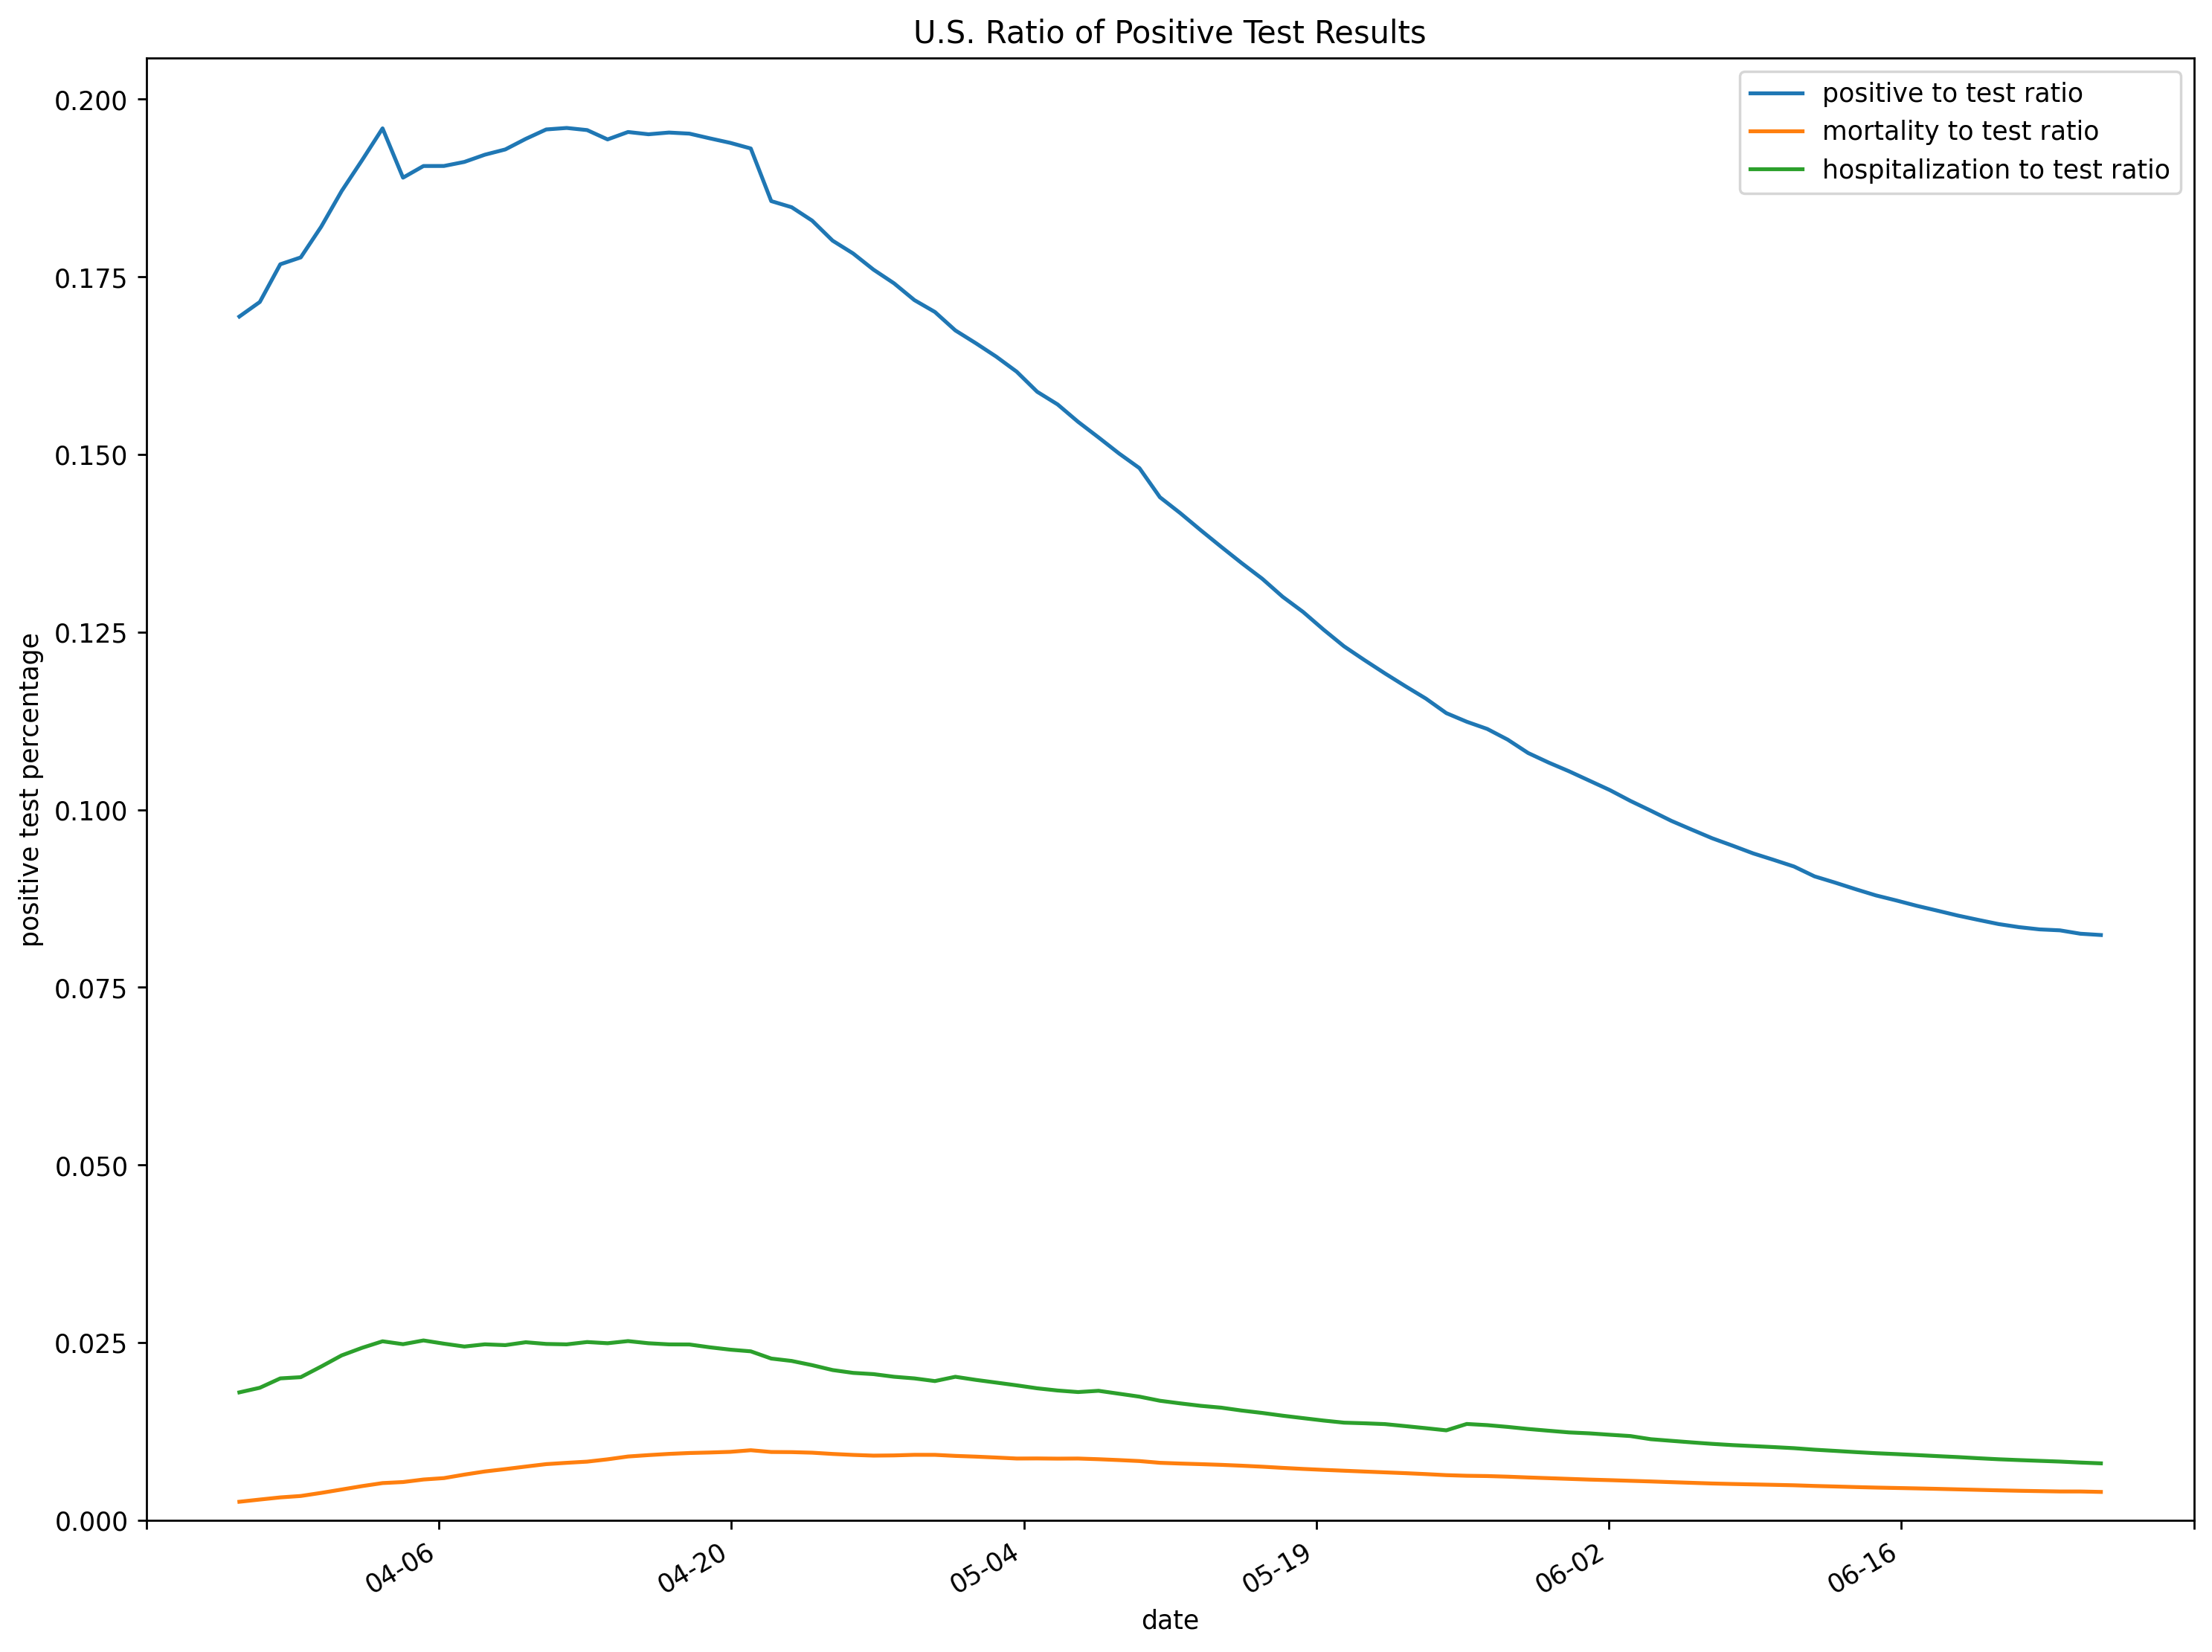 U.S. Ratio of Positive Test Results
positive to test ratio
mortality to test ratio
hospitalization to test ratio
positive test percentage
0.200
0.175
0.150
0.125
0.100
0.075
0.050
0.025
0.000
04-06
04-20
05-04
05-19
06-02
06-16
date